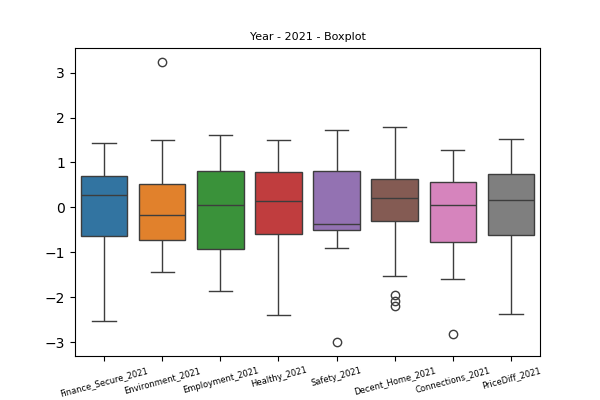 Year - 2021 - Boxplot
3
2
1
0
−1
−2
−3
Finance_Secure_2021
Environment_2021
Employment_2021
Healthy_2021
Safety_2021
Decent_Home_2021
Connections_2021
PriceDiff_2021